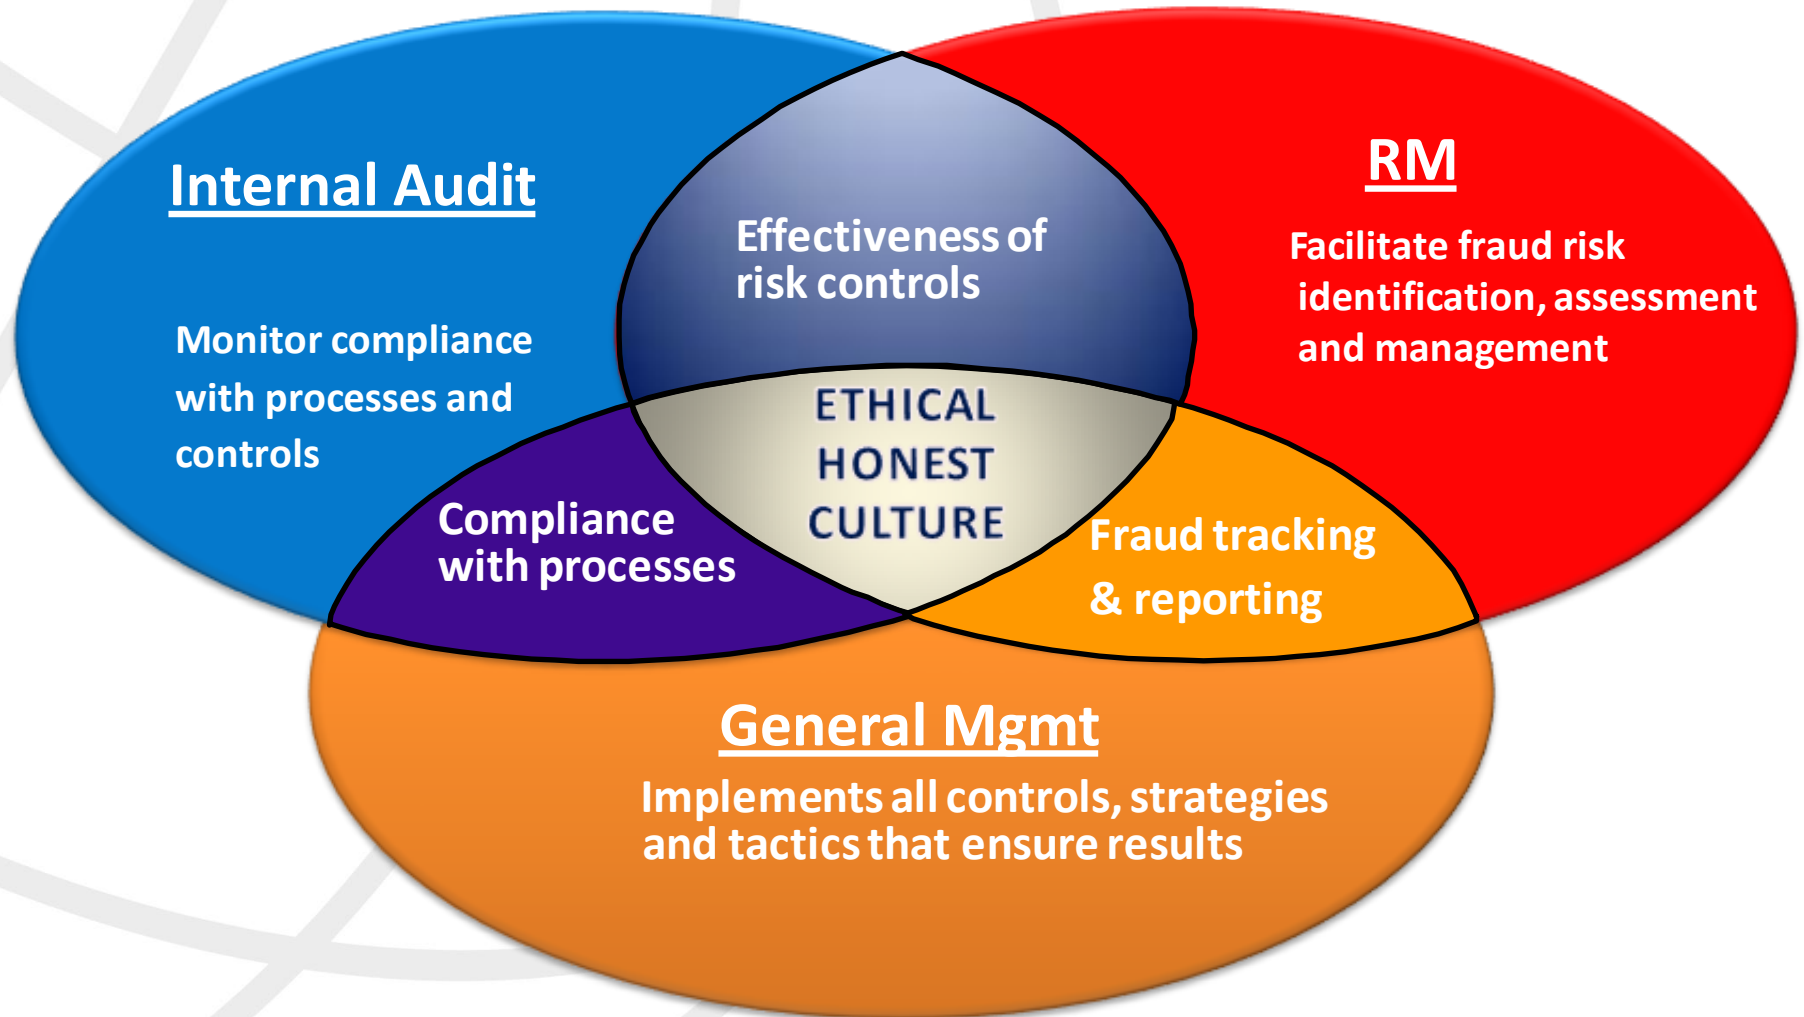 Internal Audit
Monitor compliance
with processes and
controls
Effectiveness of
risk controls
RM
Facilitate fraud risk
identification, assessment
and management
ETHICAL
HONEST
CULTURE
Compliance
with processes
Fraud tracking
& reporting
General Mgmt
Implements all controls, strategies
and tactics that ensure results